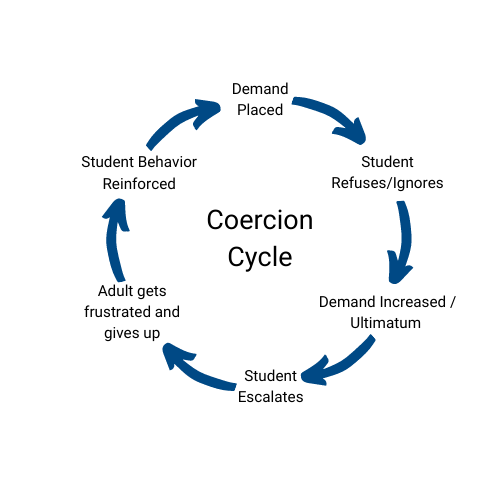 Demand
Placed
Student
Refuses/Ignores
Demand Increased /
Ultimatum
Student
Escalates
Adult gets
frustrated and
gives up
Student Behavior
Reinforced
Coercion
Cycle